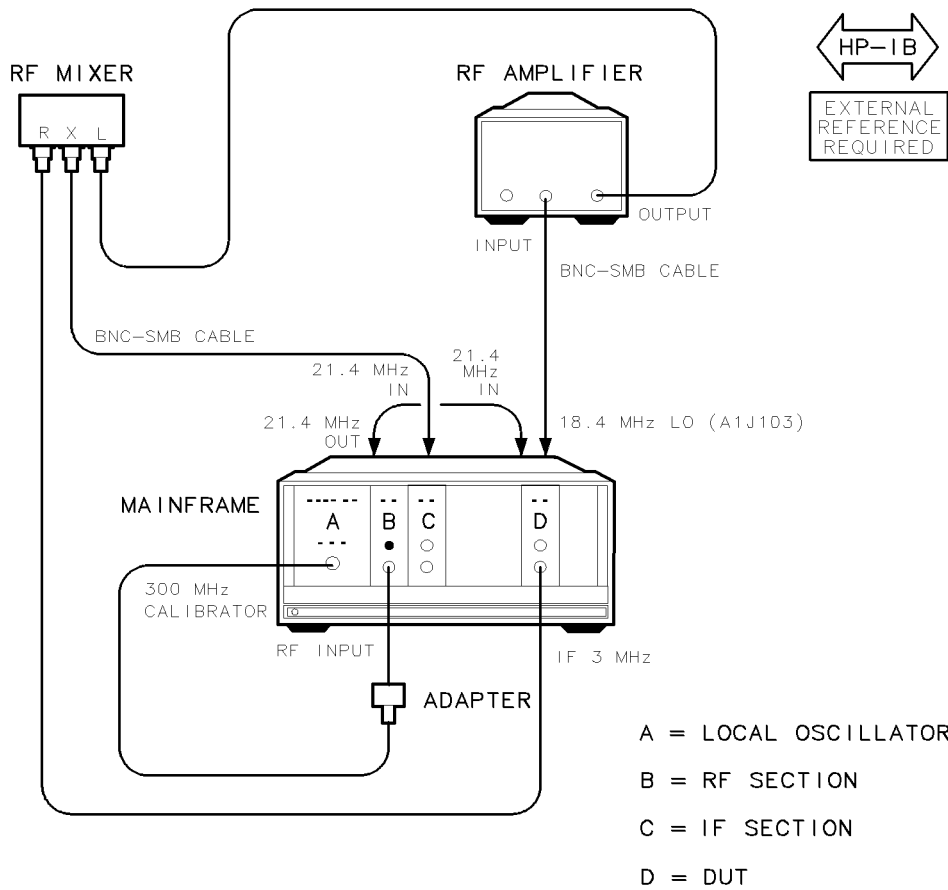 HP-IB
RF MIXER
RF AMPLIFIER
EXTERNAL
REFERENCE
REQUIRED
R X L
OUTPUT
INPUT
BNC-SMB CABLE
BNC-SMB CABLE
21.4 MHz
IN
21.4
MHz
IN
21.4 MHz
OUT
18.4 MHz LO (A1J103)
MAINFRAME
A B C D
300 MHz
CALIBRATOR
RF INPUT
IF 3 MHz
ADAPTER
A = LOCAL OSCILLATOR
B = RF SECTION
C = IF SECTION
D = DUT